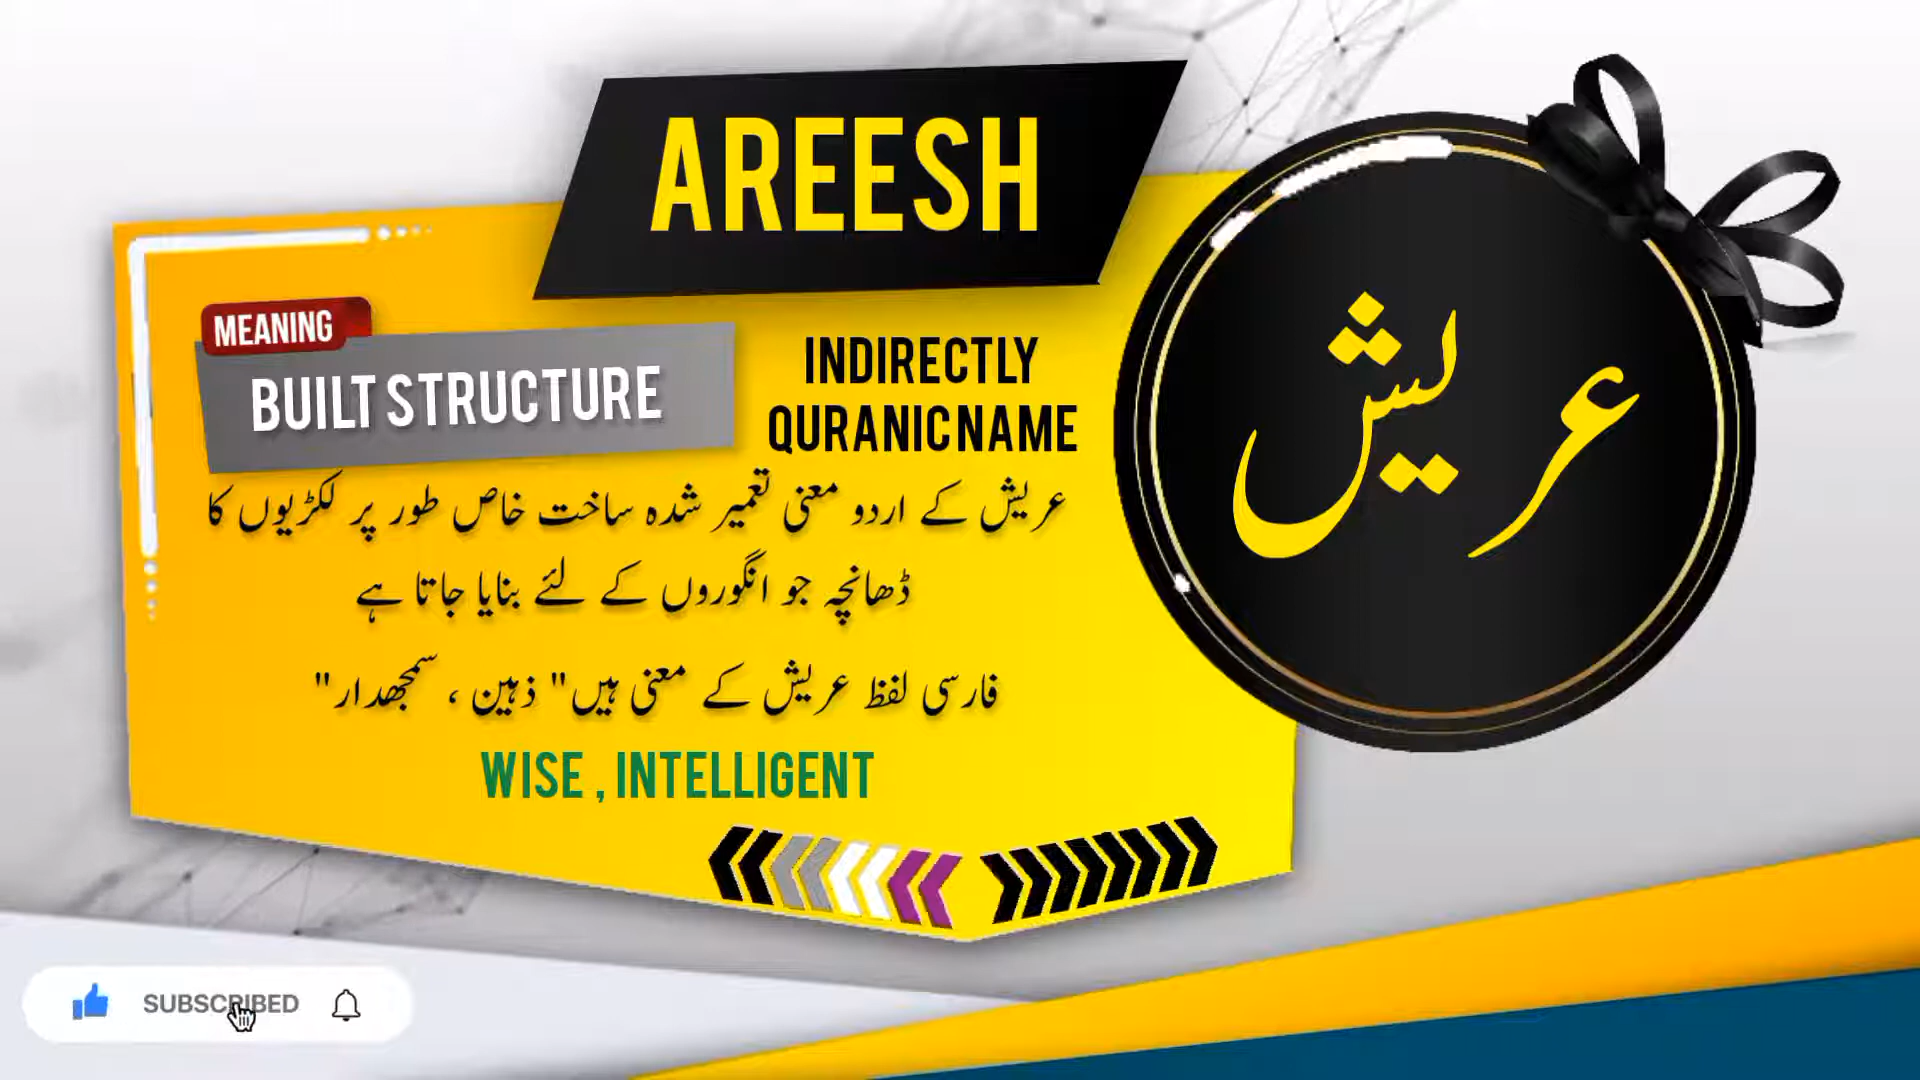 AREESH
MEANING
BUILT STRUCTURE
INDIRECTLY
QURANIC NAME
عریش
عریش کے اردو معنی تعمیر شدہ ساخت خاص طور پر لکڑیوں کا
ڈھانچہ جو انگوروں کے لئے بنایا جاتا ہے
فارسی لفظ عریش کے معنی ہیں" ذہین ، سمجھدار"
WISE , INTELLIGENT
SUBSCRIBED